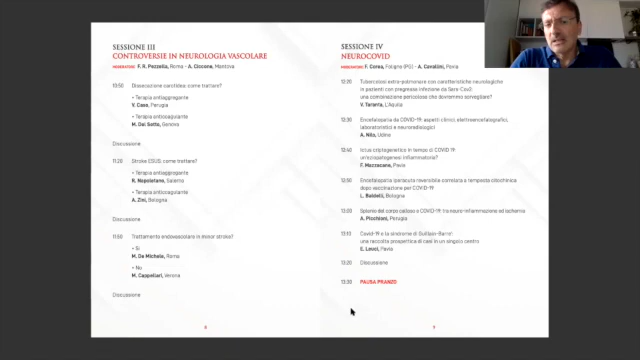 SESSIONE III
CONTROVERSIE IN NEUROLOGIA VASCOLARE
MODERATORI: F. R. Pezzella, Roma - A. Ciccone, Mantova
10:50 Dissecazione carotidea: come trattare?
• Terapia antiaggregante
V. Caso, Perugia
• Terapia anticoagulante
M. Del Sette, Genova
Discussione
11:20 Stroke ESUS: come trattare?
• Terapia antiaggregante
R. Napoletano, Salerno
• Terapia anticoagulante
A. Zini, Bologna
Discussione
11:50 Trattamento endovascolare in minor stroke?
• Si
M. De Michele, Roma
• No
M. Cappellari, Verona
Discussione
8
SESSIONE IV
NEUROCOVID
MODERATORI: F. Corea, Foligno (PG) - A. Cavallini, Pavia
12:20 Tubercolosi extra-polmonare con caratteristiche neurologiche
in pazienti con pregressa infezione da Sars-Cov2:
una combinazione pericolosa che dovremmo sorvegliare?
V. Taranta, L'Aquila
12:30 Encefalopatia da COVID-19: aspetti clinici, elettroencefalografici,
laboratoristici e neuroradiologici
A. Nilo, Udine
12:40 Ictus criptogenetico in tempo di COVID 19
un'eziopatogenesi infiammatoria?
F. Mazzacane, Pavia
12:50 Encefalopatia iperacuta reversibile correlata a tempesta citochinica
dopo vaccinazione per COVID-19
L. Baldelli, Bologna
13:00 Splenio del corpo calloso e COVID-19: tra neuro-infiammazione ed ischemia
A. Picchioni, Perugia
13:10 Covid-19 e la sindrome di Guillain-Barrè:
una raccolta prospettica di casi in un singolo centro
E. Leuci, Pavia
13:20 Discussione
13:30 PAUSA PRANZO
9